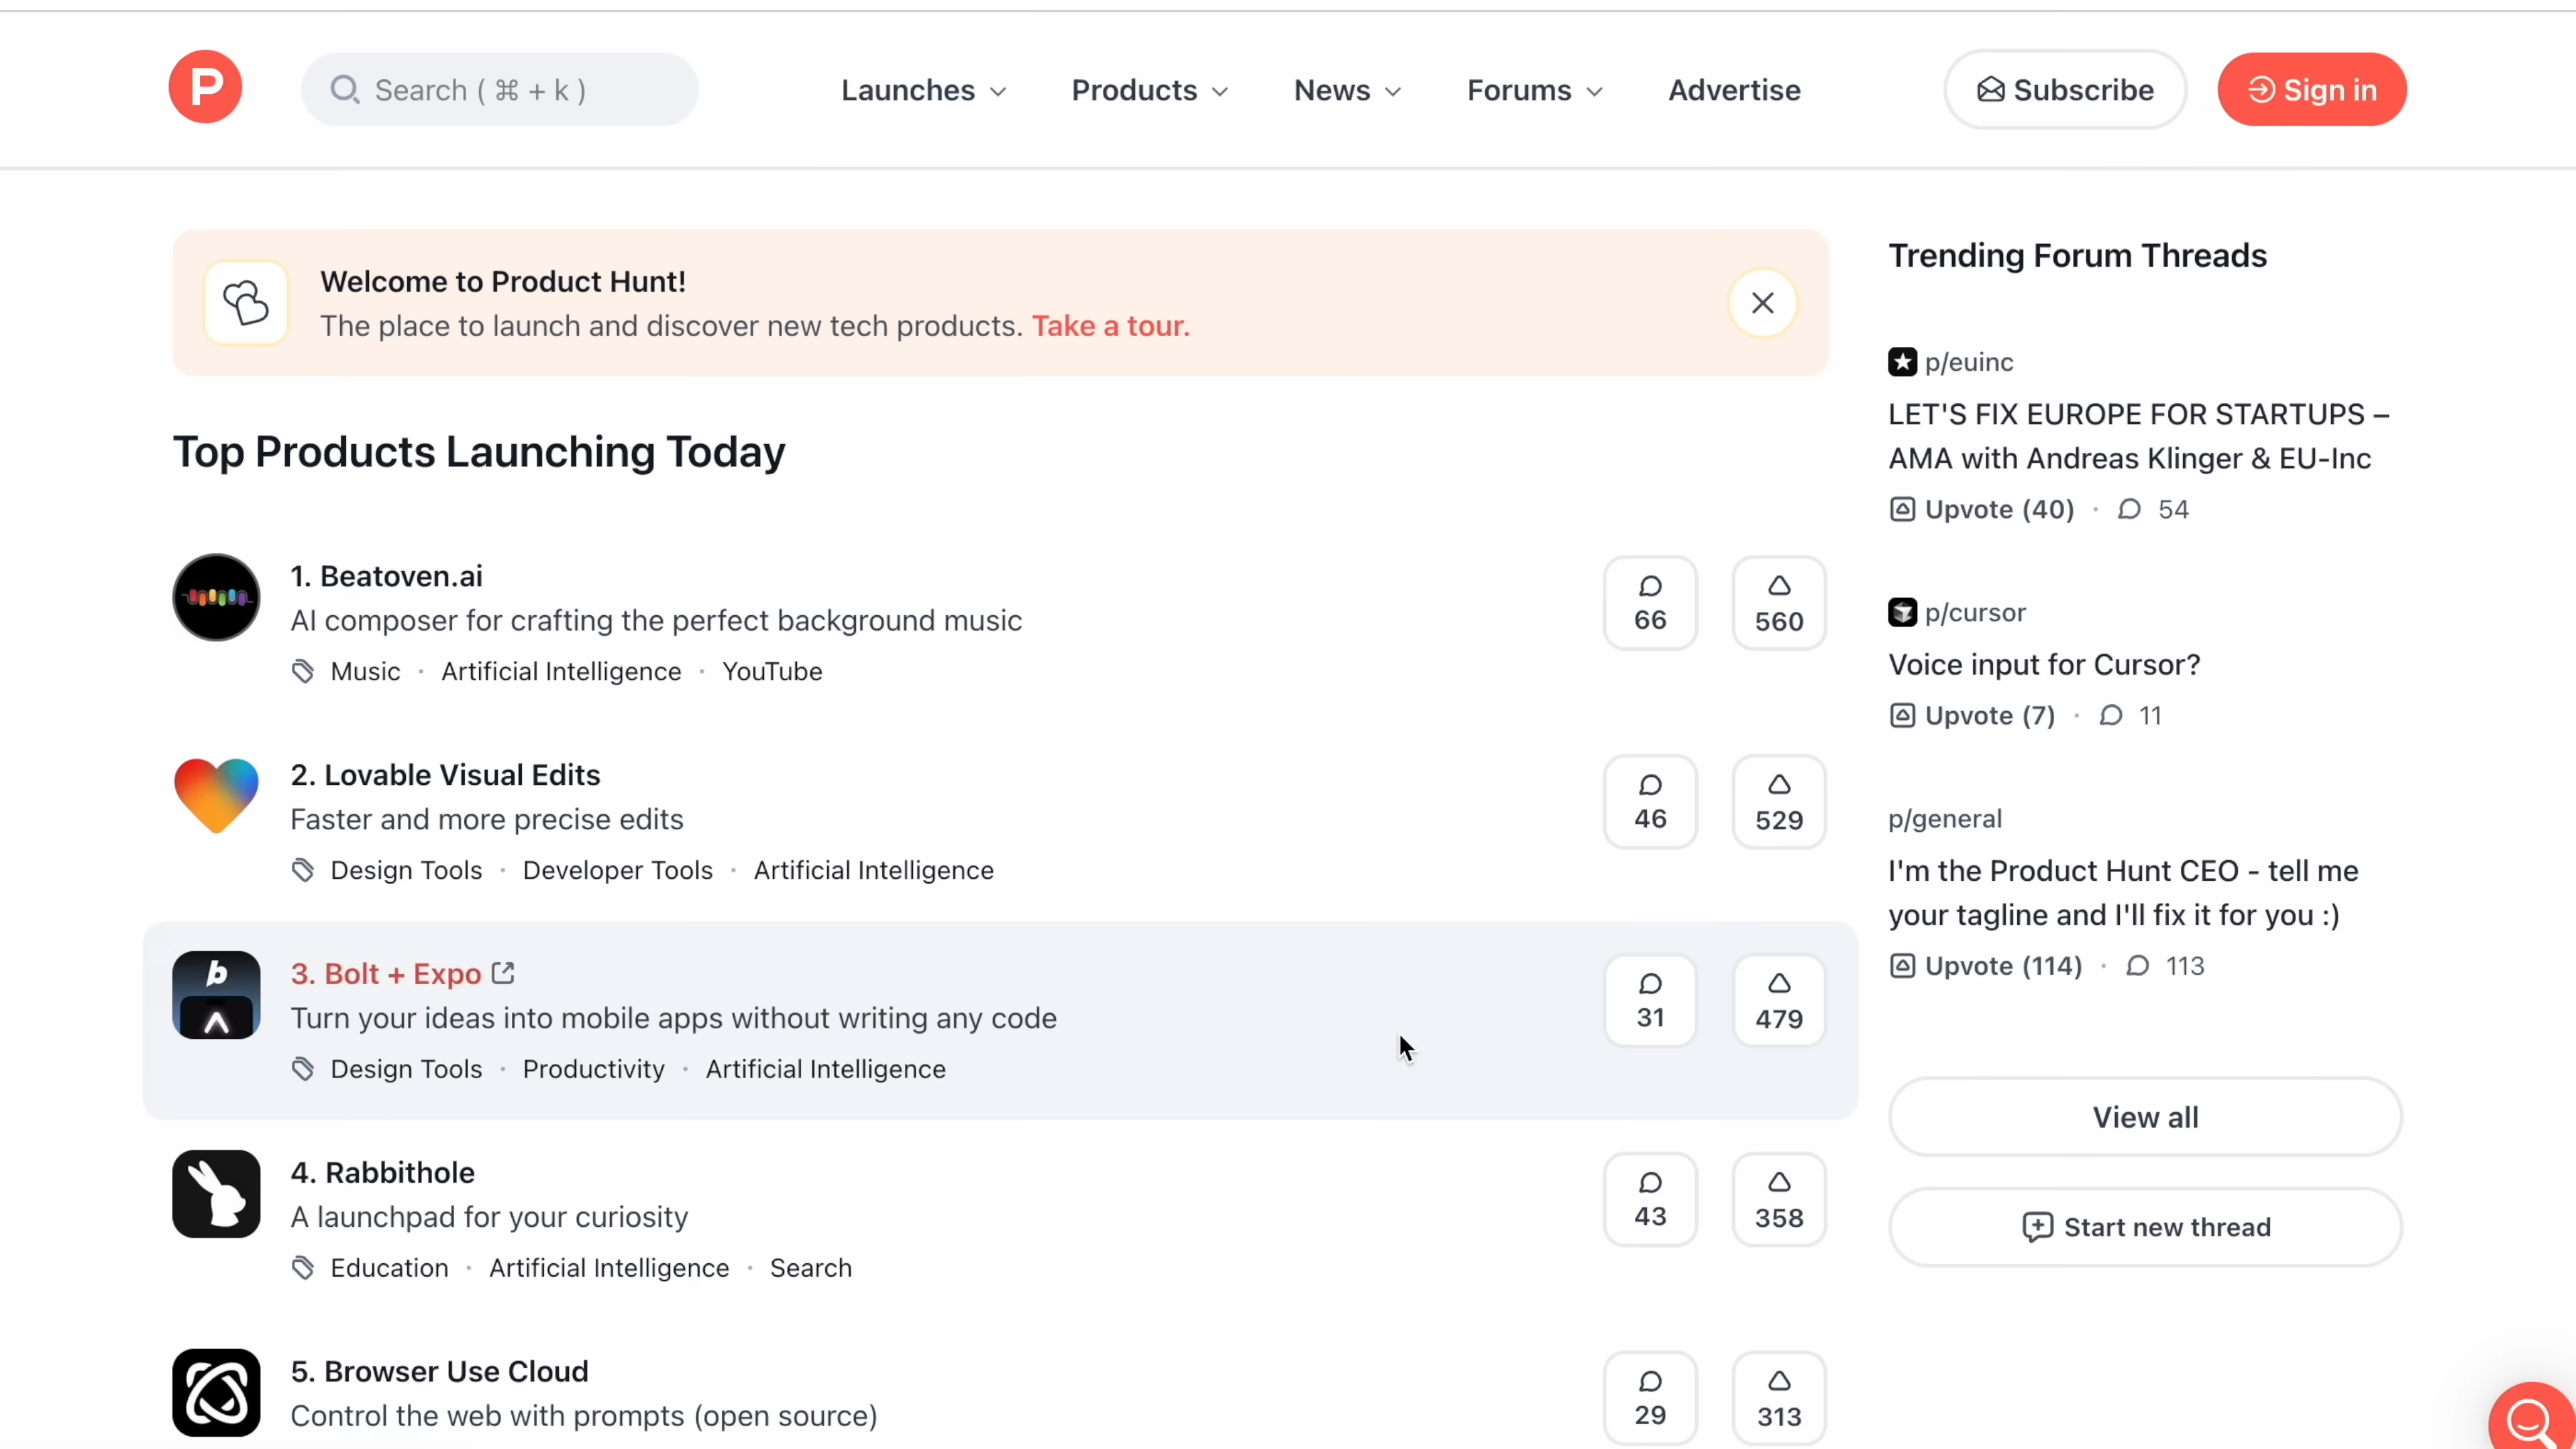 P
Search ( ⌘ + k )
Launches
Products
News
Forums
Advertise
Subscribe
Sign in
Welcome to Product Hunt!
The place to launch and discover new tech products. Take a tour.
Top Products Launching Today
1. Beatoven.ai
AI composer for crafting the perfect background music
Music · Artificial Intelligence · YouTube
66
560
2. Lovable Visual Edits
Faster and more precise edits
Design Tools · Developer Tools · Artificial Intelligence
46
529
b
3. Bolt + Expo
Turn your ideas into mobile apps without writing any code
Design Tools · Productivity · Artificial Intelligence
31
479
4. Rabbithole
A launchpad for your curiosity
Education · Artificial Intelligence · Search
43
358
5. Browser Use Cloud
Control the web with prompts (open source)
29
313
Trending Forum Threads
p/euinc
LET'S FIX EUROPE FOR STARTUPS –
AMA with Andreas Klinger & EU-Inc
Upvote (40) · 54
p/cursor
Voice input for Cursor?
Upvote (7) · 11
p/general
I'm the Product Hunt CEO - tell me
your tagline and I'll fix it for you :)
Upvote (114) · 113
View all
Start new thread